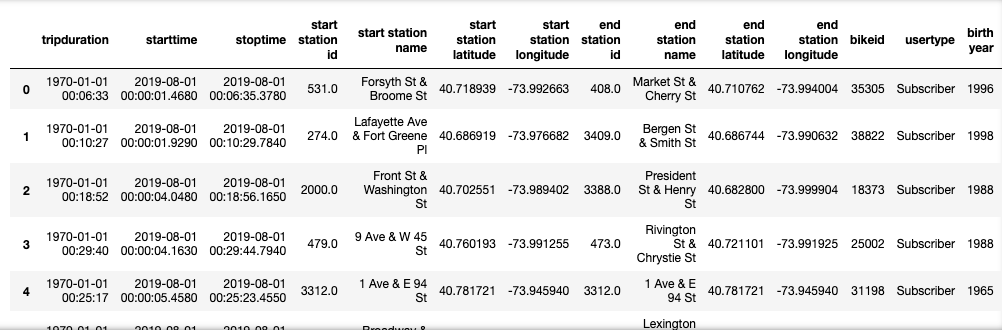 tripduration starttime stoptime start station id start station name start station latitude start station longitude end station id end station name end station latitude end station longitude bikeid usertype birth year
0 1970-01-01 00:06:33 2019-08-01 00:00:01.4680 2019-08-01 00:06:35.3780 531.0 Forsyth St & Broome St 40.718939 -73.992663 408.0 Market St & Cherry St 40.710762 -73.994004 35305 Subscriber 1996
1 1970-01-01 00:10:27 2019-08-01 00:00:01.9290 2019-08-01 00:10:29.7840 274.0 Lafayette Ave & Fort Greene Pl 40.686919 -73.976682 3409.0 Bergen St & Smith St 40.686744 -73.990632 38822 Subscriber 1998
2 1970-01-01 00:18:52 2019-08-01 00:00:04.0480 2019-08-01 00:18:56.1650 2000.0 Front St & Washington St 40.702551 -73.989402 3388.0 President St & Henry St 40.682800 -73.999904 18373 Subscriber 1988
3 1970-01-01 00:29:40 2019-08-01 00:00:04.1630 2019-08-01 00:29:44.7940 479.0 9 Ave & W 45 St 40.760193 -73.991255 473.0 Rivington St & Chrystie St 40.721101 -73.991925 25002 Subscriber 1988
4 1970-01-01 00:25:17 2019-08-01 00:00:05.4580 2019-08-01 00:25:23.4550 3312.0 1 Ave & E 94 St 40.781721 -73.945940 3312.0 1 Ave & E 94 St 40.781721 -73.945940 31198 Subscriber 1965
1970-01-01 2019-08-01 2019-08-01 Broadway & Lexington